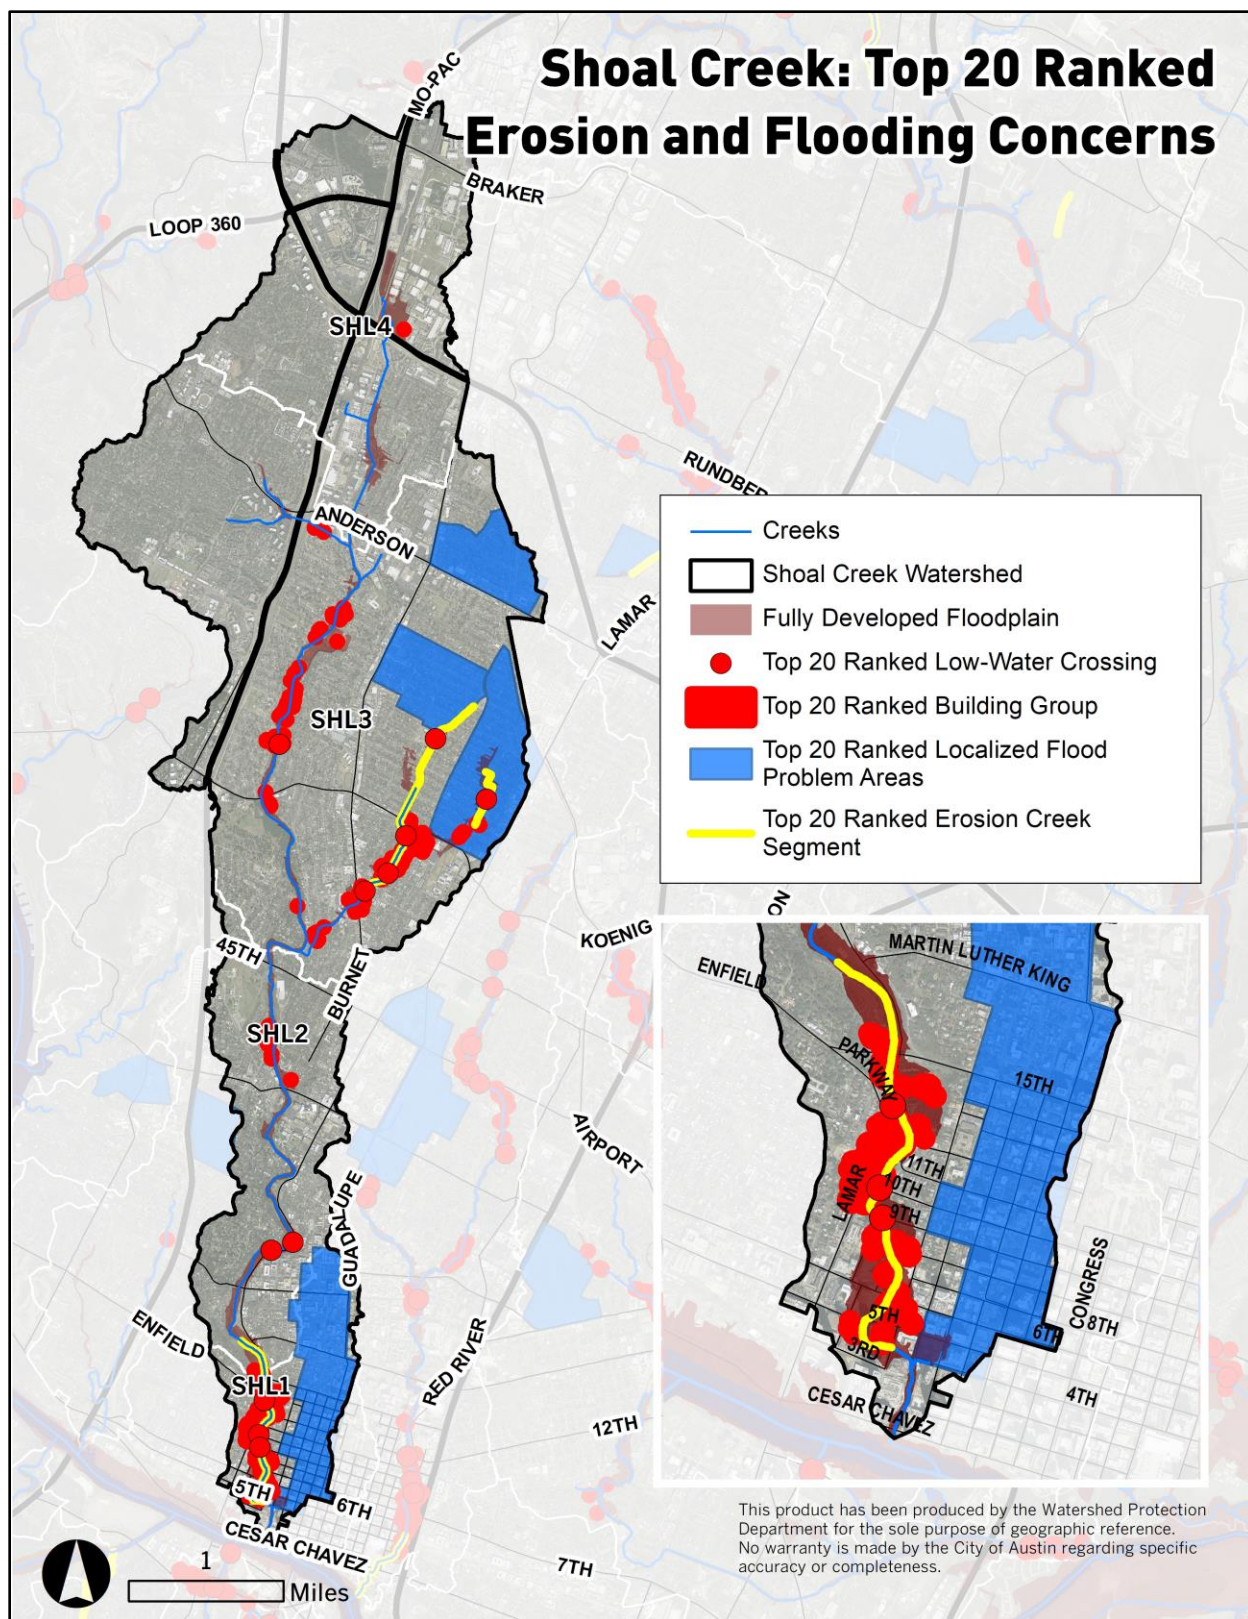 Shoal Creek: Top 20 Ranked
Erosion and Flooding Concerns
MO-PAC
BRAKER
LOOP 360
SHL4
RUNDBER
ANDERSON
LAMAR
Creeks
Shoal Creek Watershed
Fully Developed Floodplain
Top 20 Ranked Low-Water Crossing
Top 20 Ranked Building Group
Top 20 Ranked Localized Flood
Problem Areas
Top 20 Ranked Erosion Creek
Segment
SHL3
KOENIG
ON
45TH
BURNET
SHL2
AIRPORT
GUADALUPE
ENFIELD
SHL1
RED RIVER
12TH
5TH
6TH
CESAR CHAVEZ
7TH
MARTIN LUTHER KING
ENFIELD
PARKWAY
15TH
11TH
10TH
LAMAR
9TH
CONGRESS
8TH
5TH
6TH
3RD
4TH
CESAR CHAVEZ
This product has been produced by the Watershed Protection
Department for the sole purpose of geographic reference.
No warranty is made by the City of Austin regarding specific
accuracy or completeness.
1
Miles